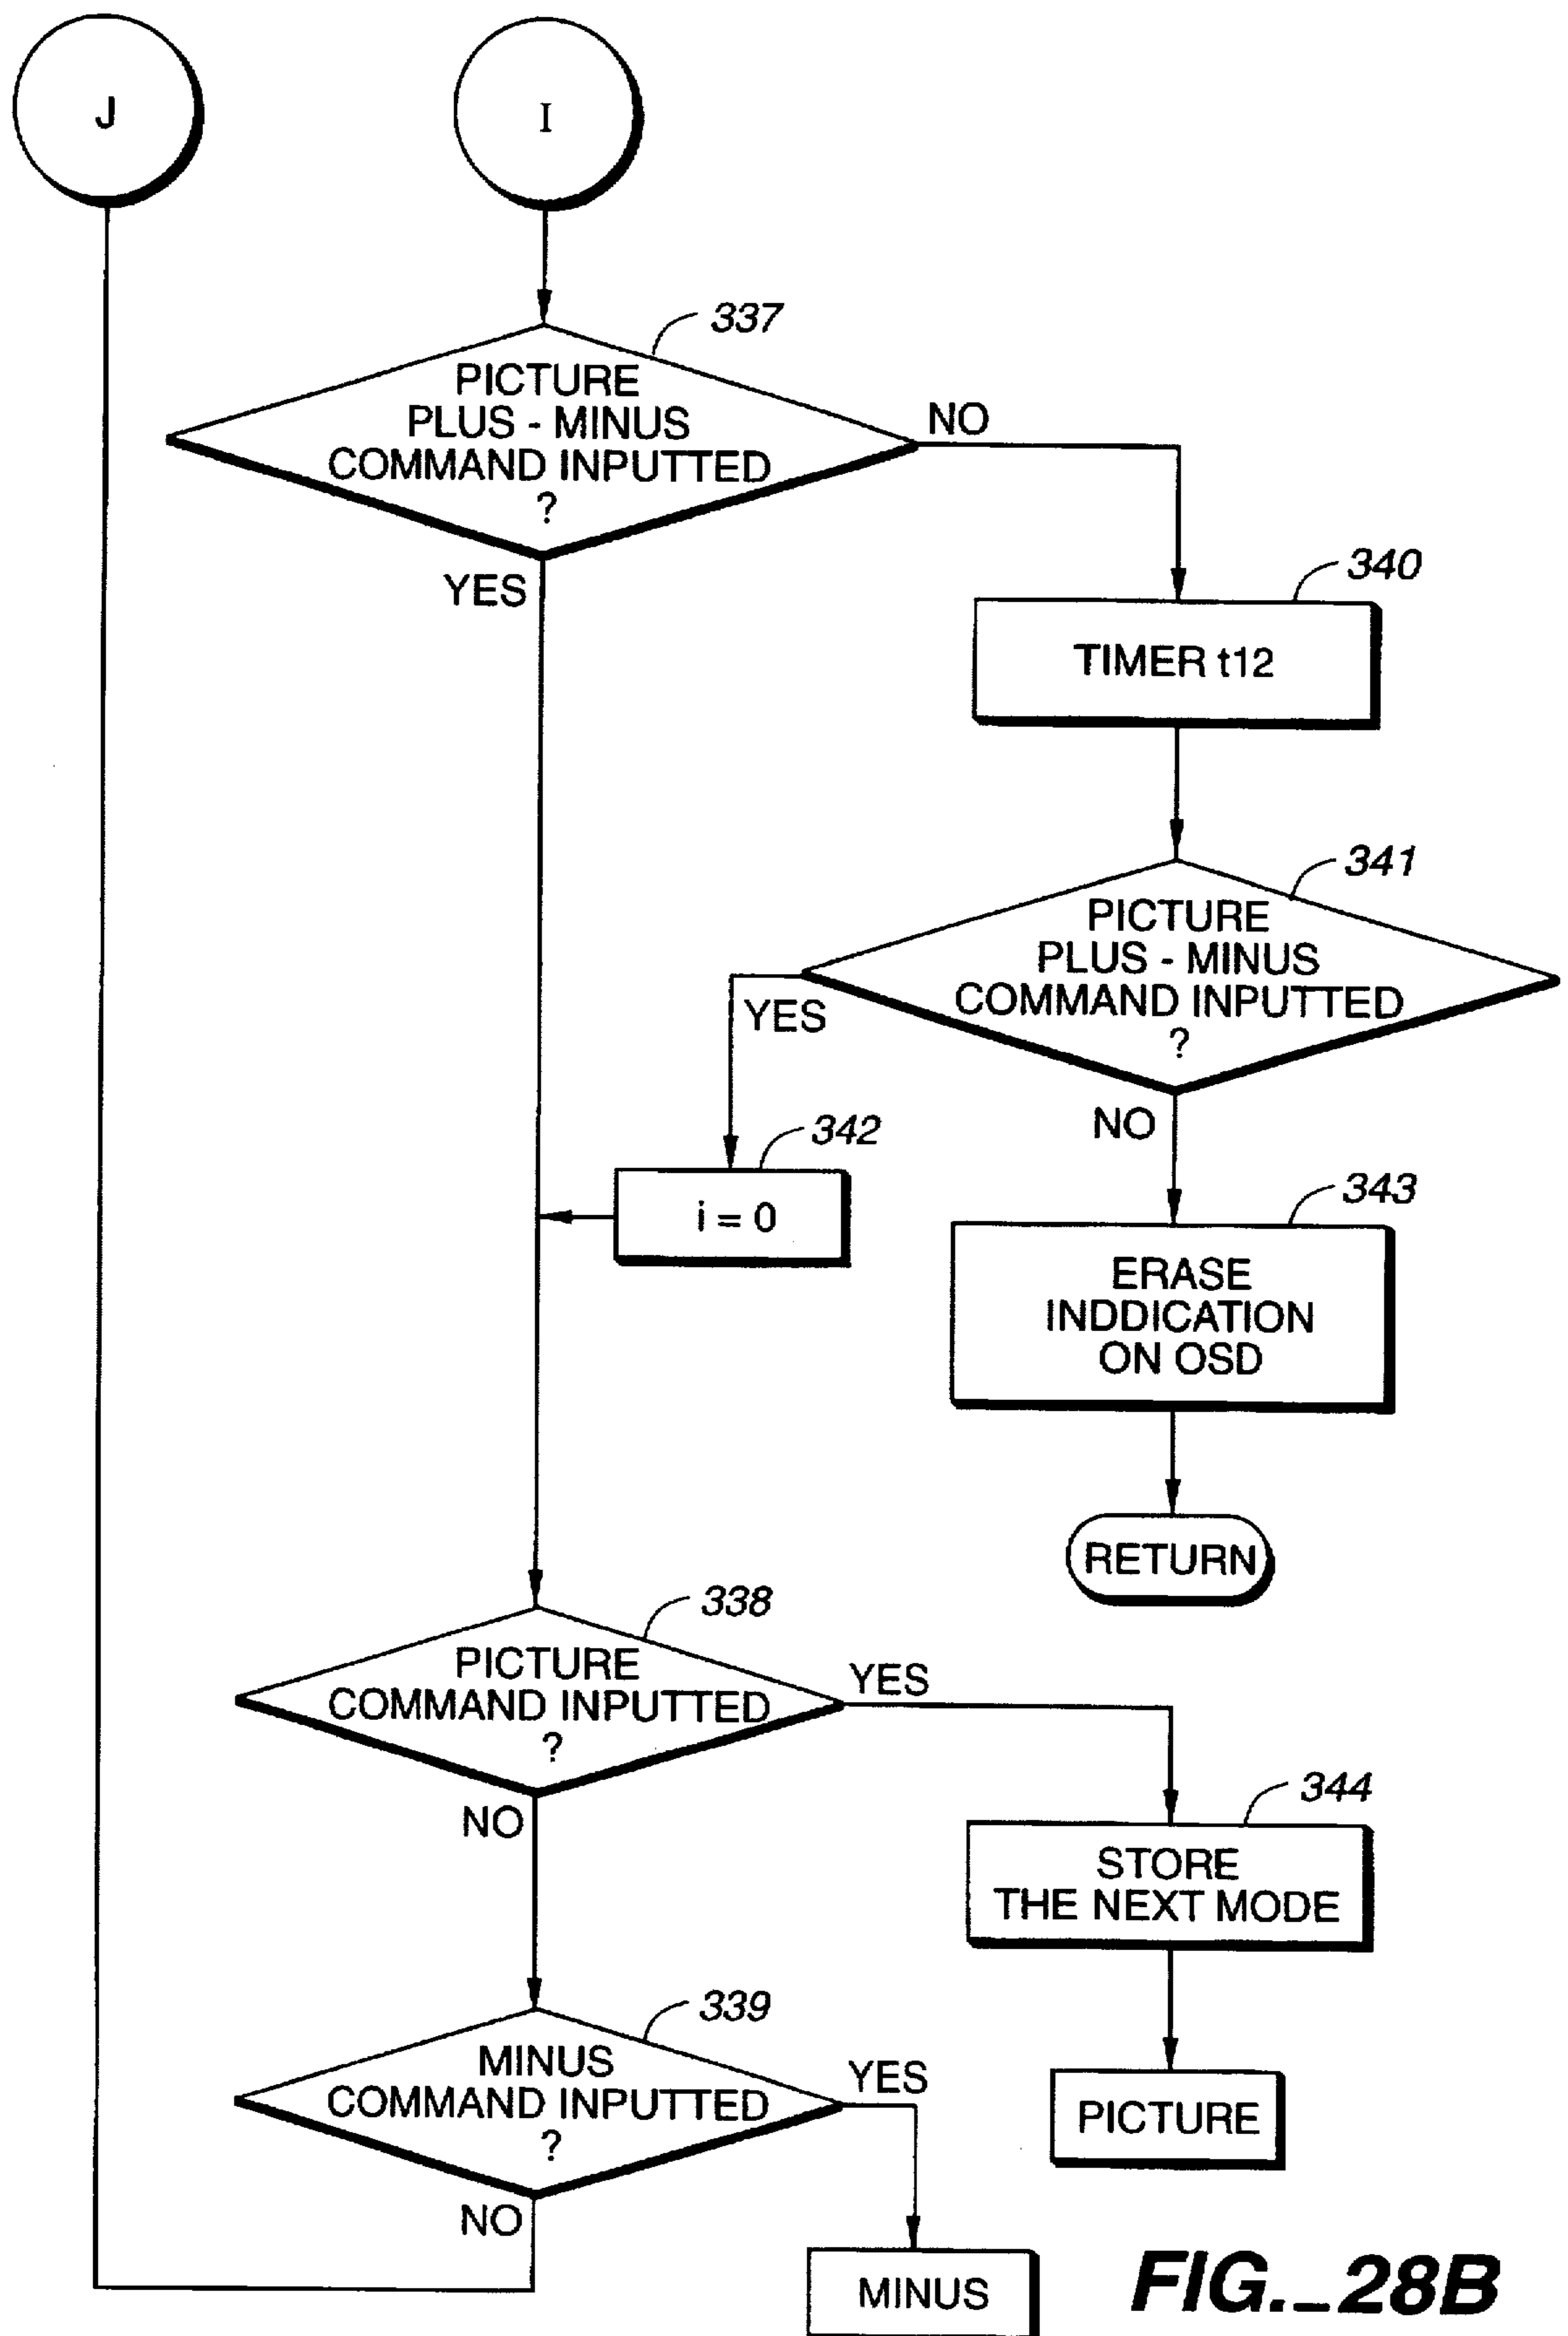 J
I
337
PICTURE
PLUS - MINUS
COMMAND INPUTTED
?
NO
YES
340
TIMER t12
341
PICTURE
PLUS - MINUS
COMMAND INPUTTED
?
YES
NO
342
i = 0
343
ERASE
INDDICATION
ON OSD
RETURN
338
PICTURE
COMMAND INPUTTED
?
YES
NO
344
STORE
THE NEXT MODE
PICTURE
339
MINUS
COMMAND INPUTTED
?
YES
NO
MINUS
FIG._28B